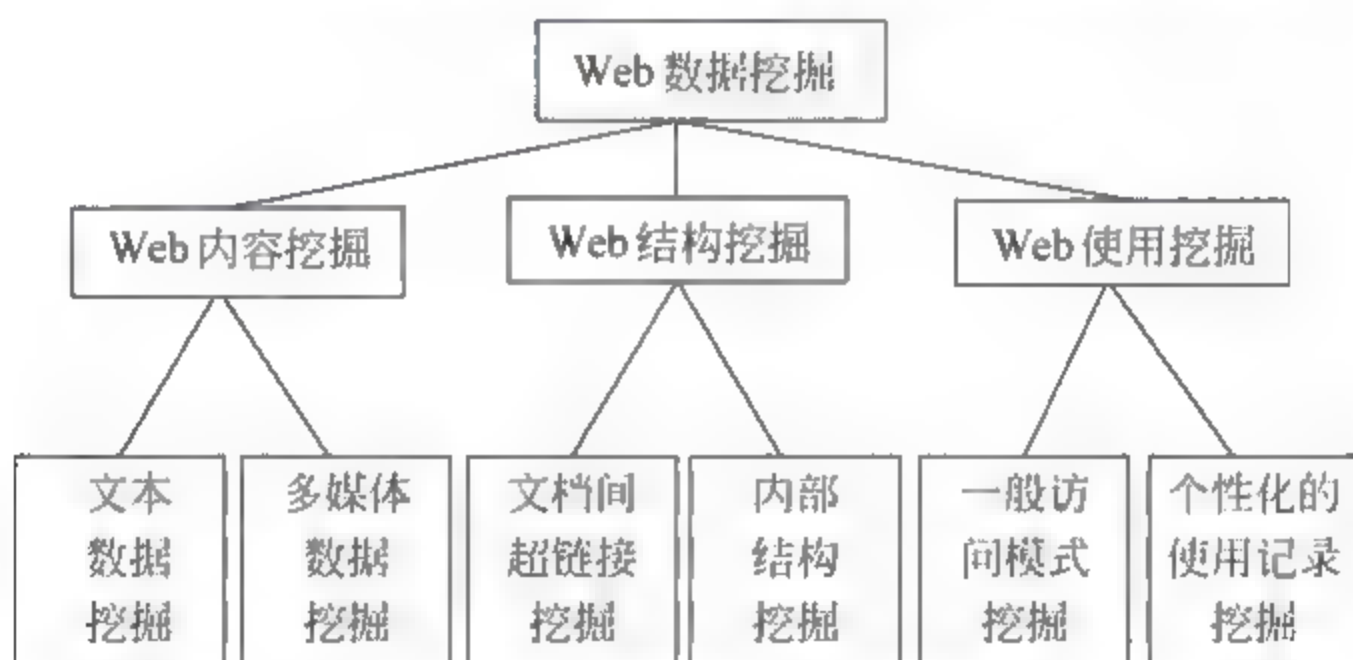 Web 数据挖掘
Web 内容挖掘
Web 结构挖掘
Web 使用挖掘
文本
数据
挖掘
多媒体
数据
挖掘
文档间
超链接
挖掘
内部
结构
挖掘
一般访
问模式
挖掘
个性化的
使用记录
挖掘